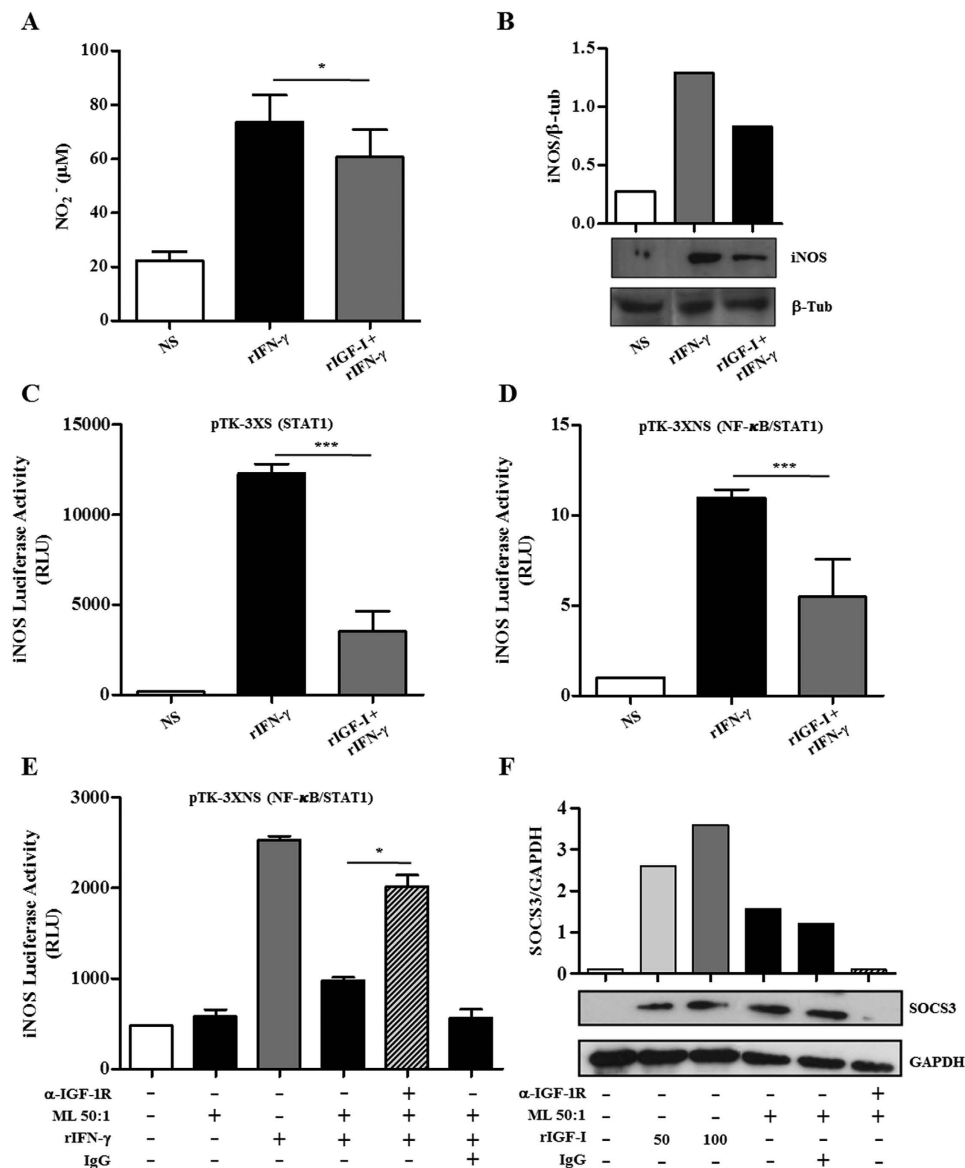 A
100
80
60
40
20
0
NO₂⁻ (μM)
*
NS
rIFN-γ
rIGF-I+
rIFN-γ
B
1.5
1.0
0.5
0.0
iNOS/β-tub
iNOS
β-Tub
NS
rIFN-γ
rIGF-I+
rIFN-γ
C
pTK-3XS (STAT1)
15000
10000
5000
0
iNOS Luciferase Activity
(RLU)
***
NS
rIFN-γ
rIGF-I+
rIFN-γ
D
pTK-3XNS (NF-κB/STAT1)
15
10
5
0
iNOS Luciferase Activity
(RLU)
***
NS
rIFN-γ
rIGF-I+
rIFN-γ
E
pTK-3XNS (NF-κB/STAT1)
3000
2000
1000
0
iNOS Luciferase Activity
(RLU)
*
α-IGF-1R - - - - + -
ML 50:1 - + - + + +
rIFN-γ - - + + + +
IgG - - - - - +
F
4
3
2
1
0
SOCS3/GAPDH
SOCS3
GAPDH
α-IGF-1R - - - - - +
ML 50:1 - - - + + +
rIGF-I - 50 100 - - -
IgG - - - - + -